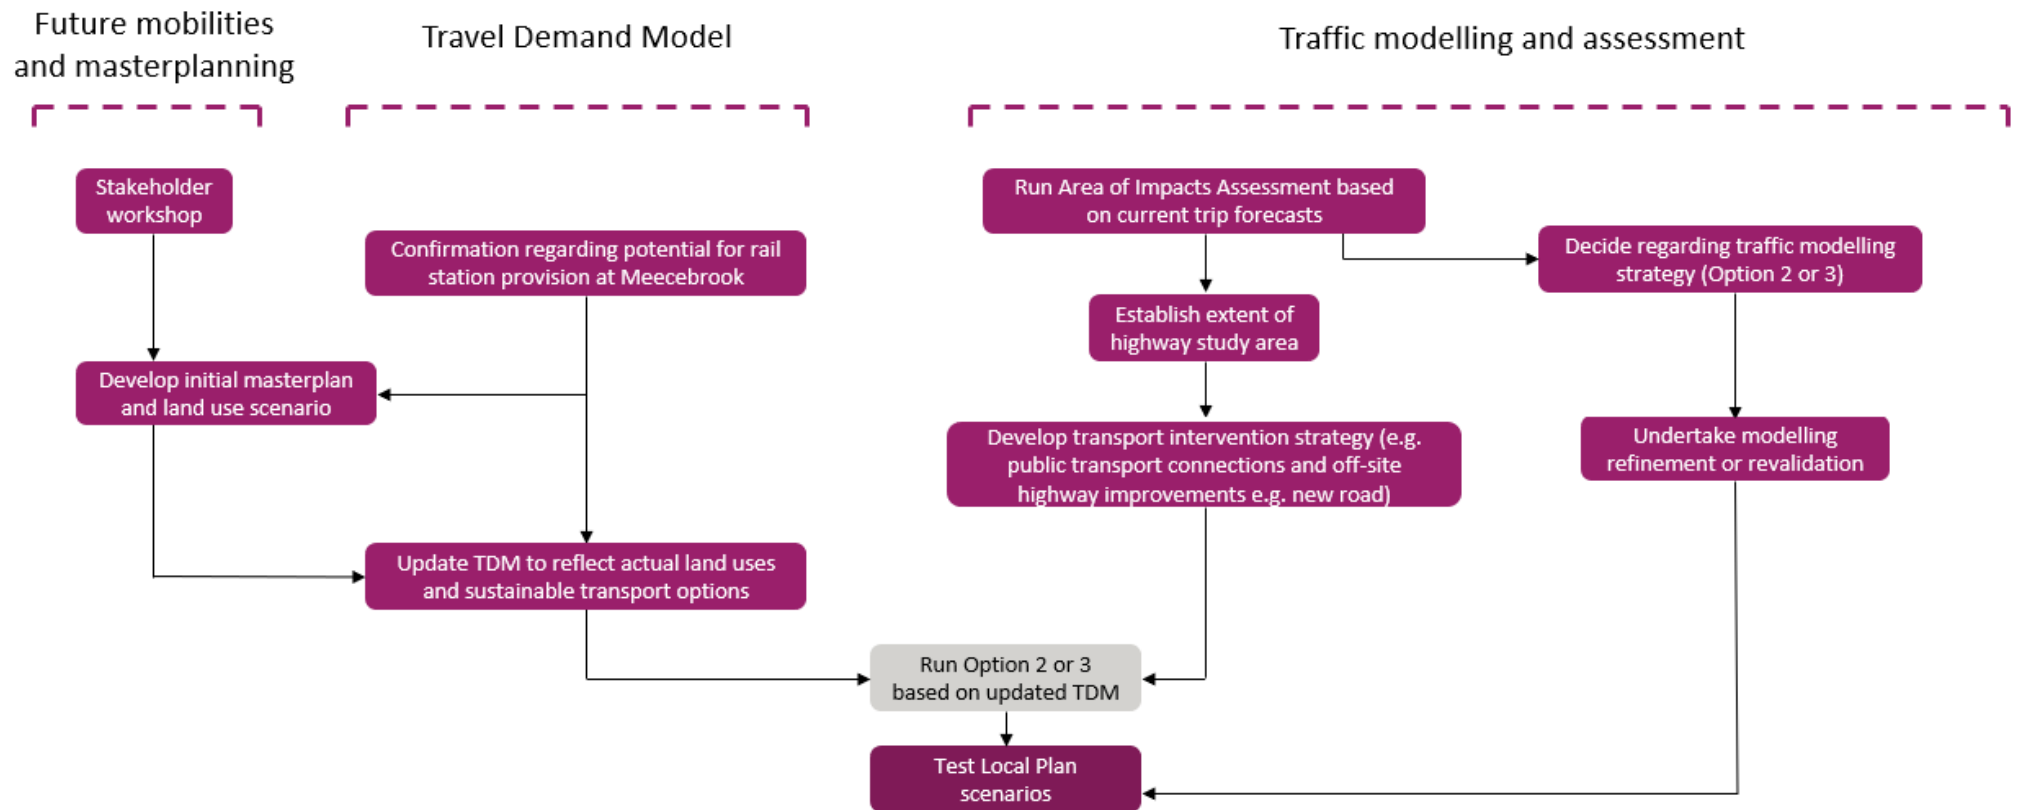 Future mobilities
and masterplanning
Travel Demand Model
Traffic modelling and assessment
Stakeholder
workshop
Confirmation regarding potential for rail
station provision at Meecebrook
Develop initial masterplan
and land use scenario
Update TDM to reflect actual land uses
and sustainable transport options
Run Area of Impacts Assessment based
on current trip forecasts
Decide regarding traffic modelling
strategy (Option 2 or 3)
Establish extent of
highway study area
Develop transport intervention strategy (e.g.
public transport connections and off-site
highway improvements e.g. new road)
Undertake modelling
refinement or revalidation
Run Option 2 or 3
based on updated TDM
Test Local Plan
scenarios